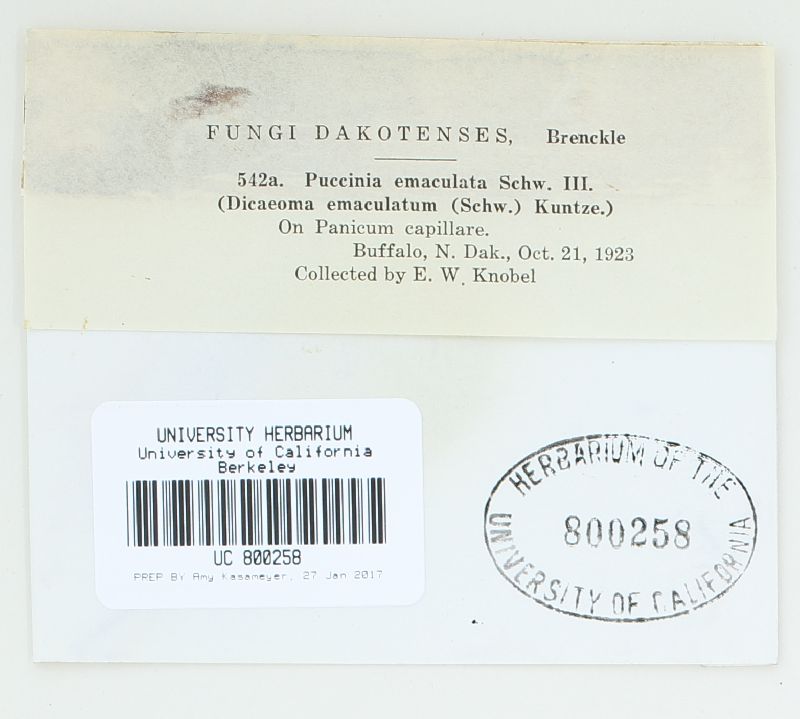 FUNGI DAKOTENSES, Brenckle
542a. Puccinia emaculata Schw. III.
(Dicaeoma emaculatum (Schw.) Kuntze.)
On Panicum capillare.
Buffalo, N. Dak., Oct. 21, 1923
Collected by E. W. Knobel
UNIVERSITY HERBARIUM
University of California
Berkeley
UC 800258
PREP BY Amy Kasameyer, 27 Jan 2017
HERBARIUM OF THE
800258
UNIVERSITY OF CALIFORNIA